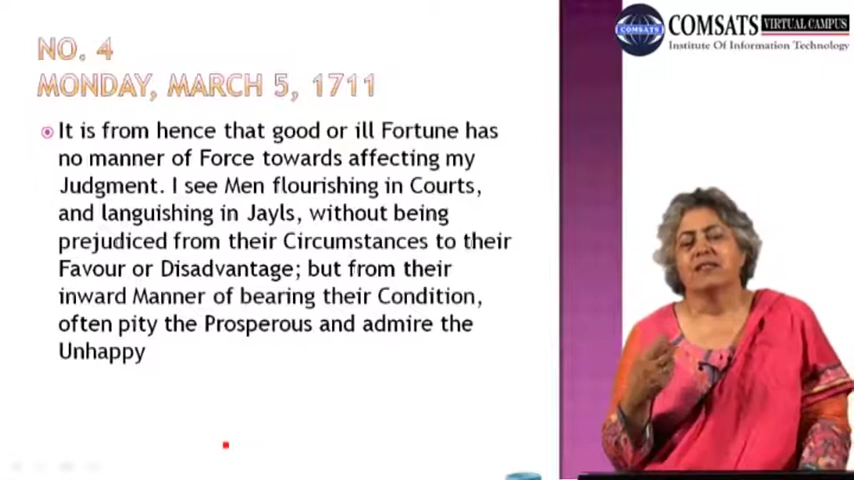 NO. 4
MONDAY, MARCH 5, 1711
It is from hence that good or ill Fortune has
no manner of Force towards affecting my
Judgment. I see Men flourishing in Courts,
and languishing in Jayls, without being
prejudiced from their Circumstances to their
Favour or Disadvantage; but from their
inward Manner of bearing their Condition,
often pity the Prosperous and admire the
Unhappy
COMSATS VIRTUAL CAMPUS
Institute Of Information Technology
COMSATS